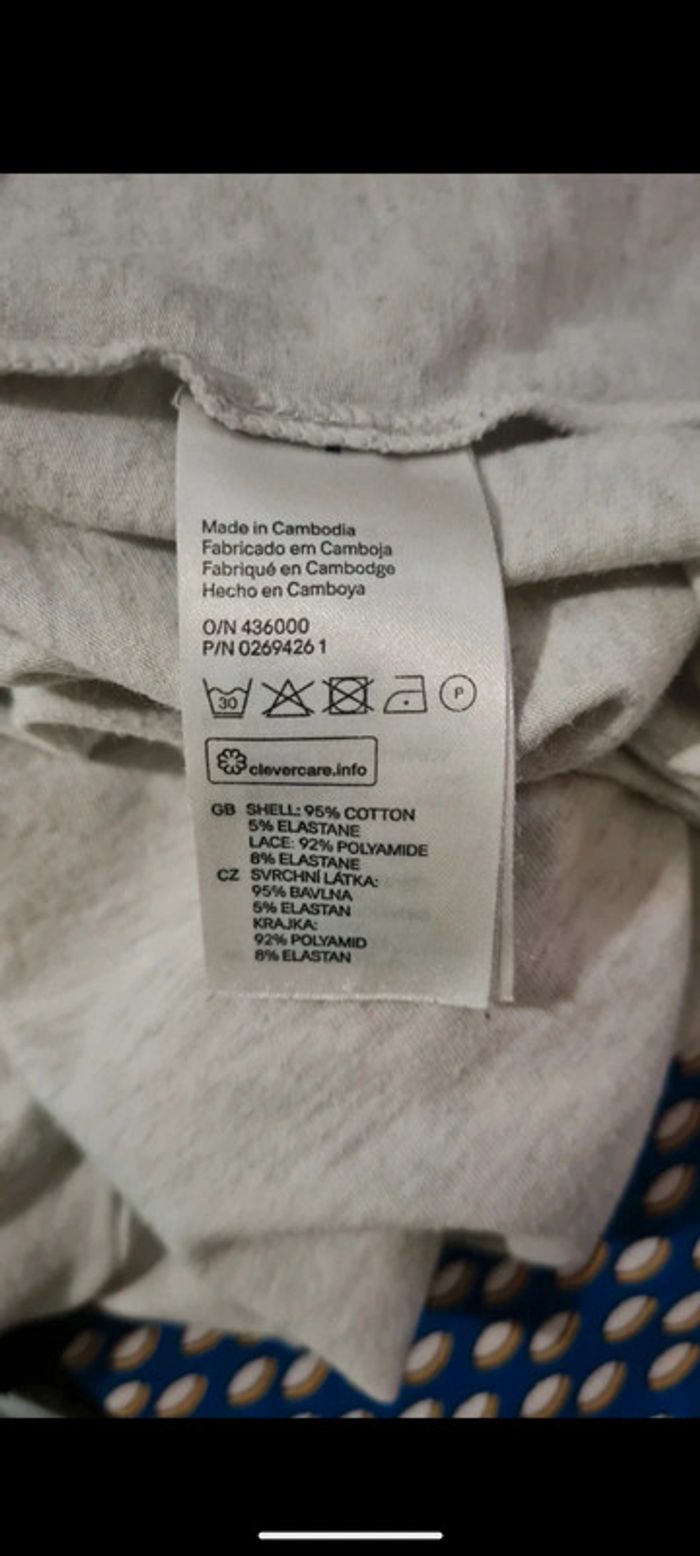 Made in Cambodia
Fabricado em Camboja
Fabriqué en Cambodge
Hecho en Camboya
O/N 436000
P/N 0269426 1
30
P
clevercare.info
GB SHELL: 95% COTTON
5% ELASTANE
LACE: 92% POLYAMIDE
8% ELASTANE
CZ SVRCHNÍ LÁTKA:
95% BAVLNA
5% ELASTAN
KRAJKA:
92% POLYAMID
8% ELASTAN